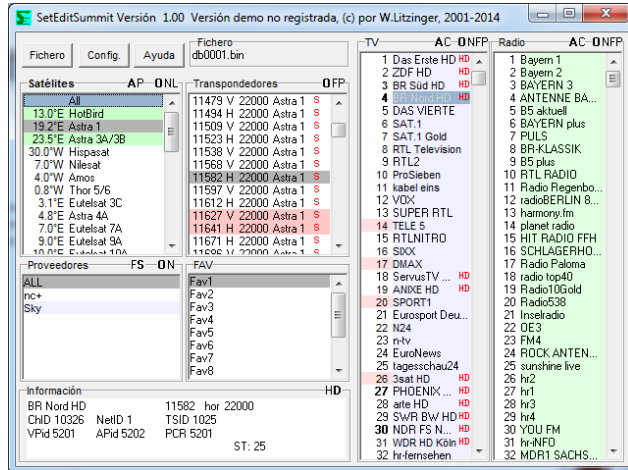 SetEditSummit Versión 1.00 Versión demo no registrada, (c) por W.Litzinger, 2001-2014
Fichero
Config.
Ayuda
Fichero
db0001.bin
Satélites AP ONL
All
13.0°E HotBird
19.2°E Astra 1
23.5°E Astra 3A/3B
30.0°W Hispasat
7.0°W Nilesat
4.0°W Amos
0.8°W Thor 5/6
3.1°E Eutelsat 3C
4.8°E Astra 4A
7.0°E Eutelsat 7A
9.0°E Eutelsat 9A
10.0°E Eutelsat 10A
Transpondedores OFP
11479 V 22000 Astra 1 S
11494 H 22000 Astra 1 S
11509 V 22000 Astra 1 S
11523 H 22000 Astra 1 S
11538 V 22000 Astra 1 S
11568 V 22000 Astra 1 S
11582 H 22000 Astra 1 S
11597 V 22000 Astra 1 S
11612 H 22000 Astra 1 S
11627 V 22000 Astra 1 S
11641 H 22000 Astra 1 S
11671 H 22000 Astra 1 S
11686 V 22000 Astra 1 S
Proveedores FS ON
ALL
nc+
Sky
FAV
Fav1
Fav2
Fav3
Fav4
Fav5
Fav6
Fav7
Fav8
Información HD
BR Nord HD 11582 hor 22000
ChID 10326 NetID 1 TSID 1025
VPid 5201 APid 5202 PCR 5201
ST: 25
TV AC ONFP
1 Das Erste HD HD
2 ZDF HD HD
3 BR Süd HD HD
4 BR Nord HD HD
5 DAS VIERTE
6 SAT.1
7 SAT.1 Gold
8 RTL Television
9 RTL2
10 ProSieben
11 kabel eins
12 VOX
13 SUPER RTL
14 TELE 5
15 RTLNITRO
16 SIXX
17 DMAX
18 ServusTV ... HD
19 ANIXE HD HD
20 SPORT1
21 Eurosport Deu...
22 N24
23 n-tv
24 EuroNews
25 tagesschau24
26 3sat HD HD
27 PHOENIX ... HD
28 arte HD HD
29 SWR BW HD HD
30 NDR FS N... HD
31 WDR HD Köln HD
32 hr-fernsehen
Radio AC ONFP
1 Bayern 1
2 Bayern 2
3 BAYERN 3
4 ANTENNE BA...
5 B5 aktuell
6 BAYERN plus
7 PULS
8 BR-KLASSIK
9 B5 plus
10 RTL RADIO
11 Radio Regenbo...
12 radioBERLIN 8...
13 harmony.fm
14 planet radio
15 HIT RADIO FFH
16 SCHLAGERHO...
17 Radio Paloma
18 radio top40
19 Radio10Gold
20 Radio538
21 Inselradio
22 OE3
23 FM4
24 ROCK ANTEN...
25 sunshine live
26 hr2
27 hr1
28 hr3
29 hr4
30 YOU FM
31 hr-iNFO
32 MDR1 SACHS...